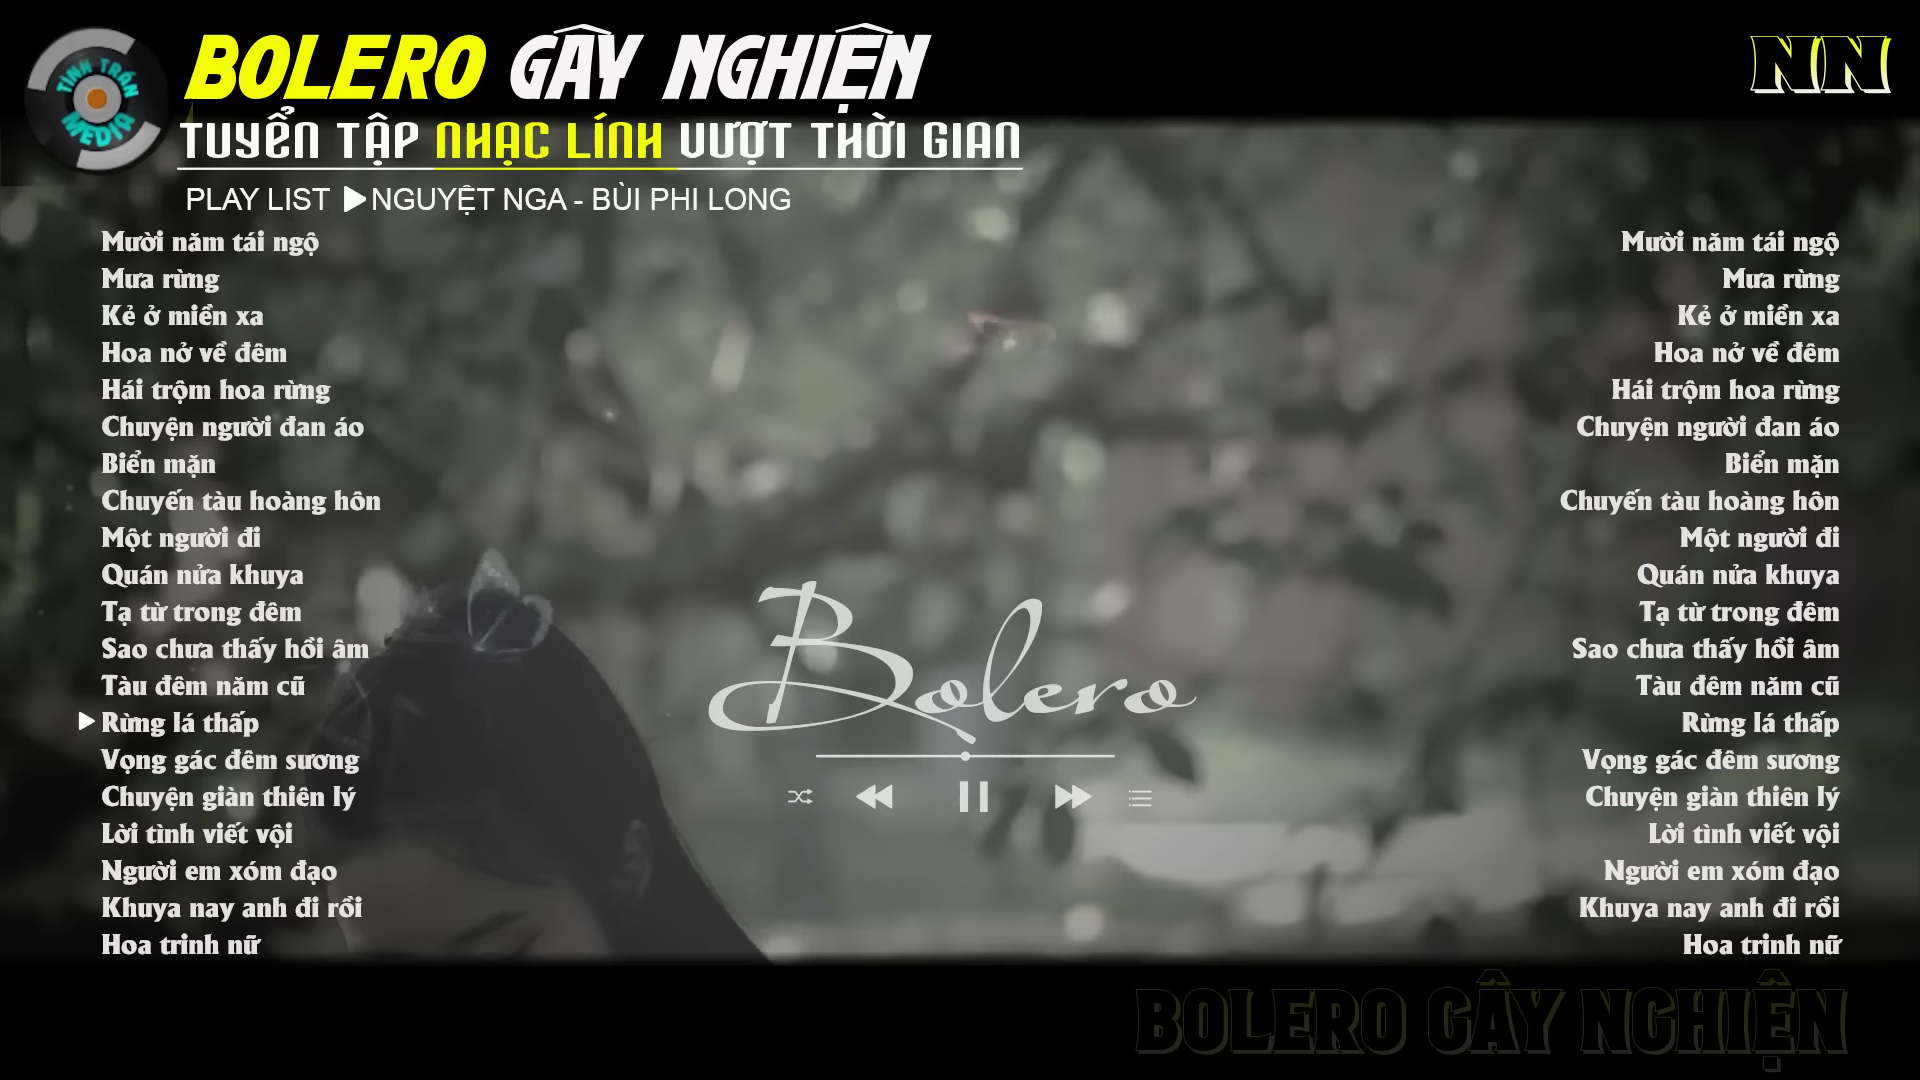 TÌNH TRẦN
MEDIA
BOLERO GÂY NGHIỆN
NN
TUYỂN TẬP NHẠC LÍNH VƯỢT THỜI GIAN
PLAY LIST ▶NGUYỆT NGA - BÙI PHI LONG
Mười năm tái ngộ
Mưa rừng
Kẻ ở miền xa
Hoa nở về đêm
Hái trộm hoa rừng
Chuyện người đan áo
Biển mặn
Chuyến tàu hoàng hôn
Một người đi
Quán nửa khuya
Tạ từ trong đêm
Sao chưa thấy hồi âm
Tàu đêm năm cũ
Rừng lá thấp
Vọng gác đêm sương
Chuyện giàn thiên lý
Lời tình viết vội
Người em xóm đạo
Khuya nay anh đi rồi
Hoa trinh nữ
Bolero
Mười năm tái ngộ
Mưa rừng
Kẻ ở miền xa
Hoa nở về đêm
Hái trộm hoa rừng
Chuyện người đan áo
Biển mặn
Chuyến tàu hoàng hôn
Một người đi
Quán nửa khuya
Tạ từ trong đêm
Sao chưa thấy hồi âm
Tàu đêm năm cũ
Rừng lá thấp
Vọng gác đêm sương
Chuyện giàn thiên lý
Lời tình viết vội
Người em xóm đạo
Khuya nay anh đi rồi
Hoa trinh nữ
BOLERO GÂY NGHIỆN